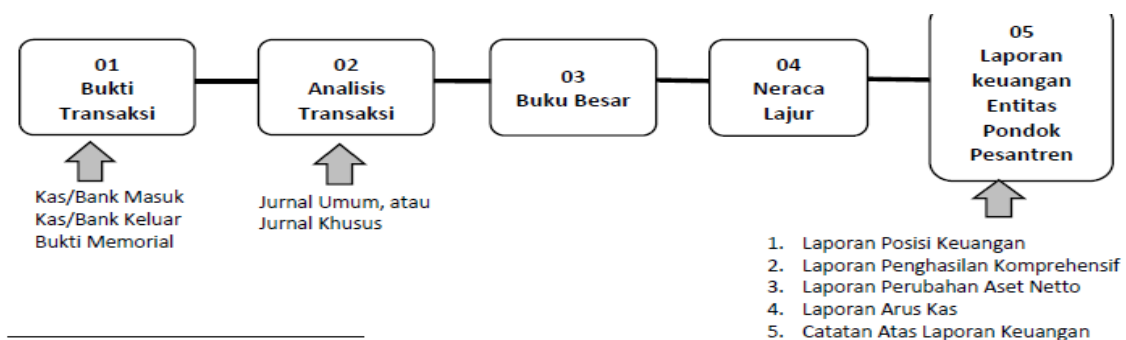 01
Bukti
Transaksi
Kas/Bank Masuk
Kas/Bank Keluar
Bukti Memorial
02
Analisis
Transaksi
Jurnal Umum, atau
Jurnal Khusus
03
Buku Besar
04
Neraca
Lajur
05
Laporan
keuangan
Entitas
Pondok
Pesantren
1. Laporan Posisi Keuangan
2. Laporan Penghasilan Komprehensif
3. Laporan Perubahan Aset Netto
4. Laporan Arus Kas
5. Catatan Atas Laporan Keuangan